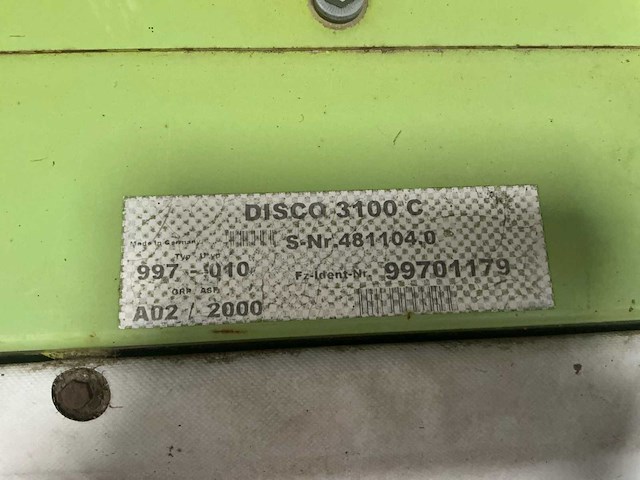 DISCO 3100 C
Made in Germany
S-Nr.481104.0
997 - 010
Fz-Ident-Nr. 99701179
A02 / 2000